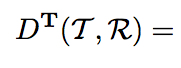 D^T(𝒯, ℛ) =